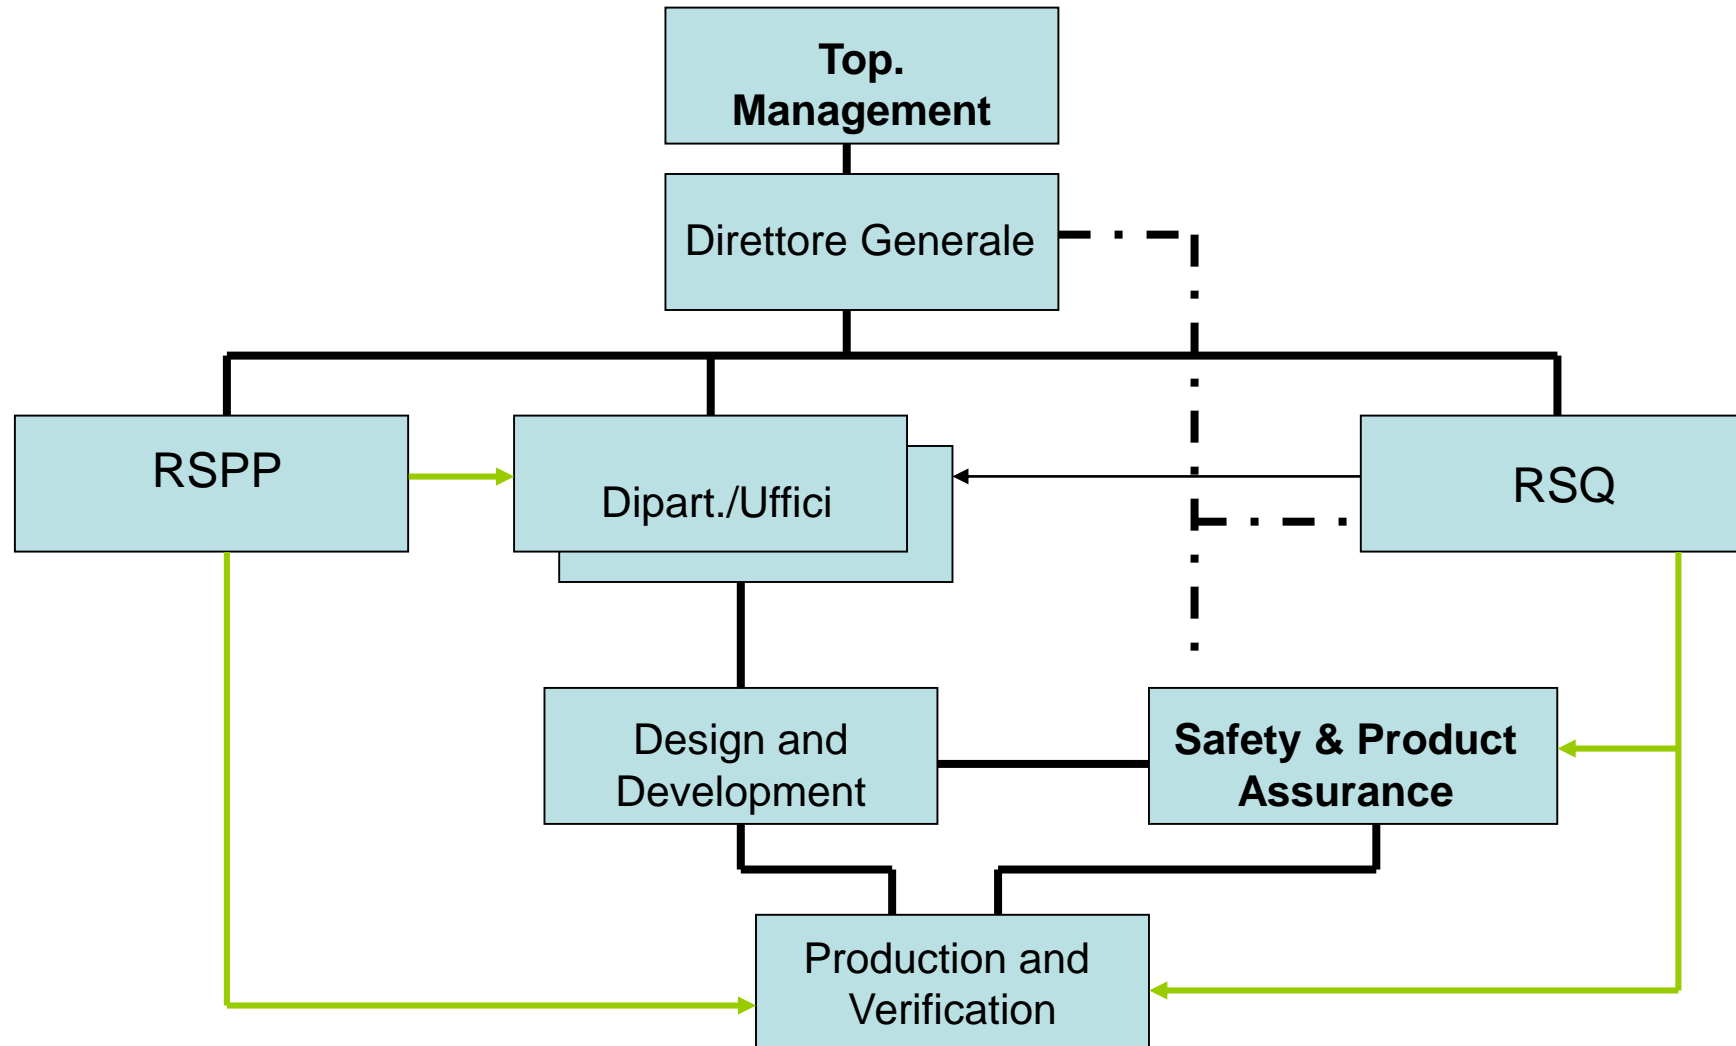 Top.
Management
Direttore Generale
RSPP
Dipart./Uffici
RSQ
Design and
Development
Safety & Product
Assurance
Production and
Verification